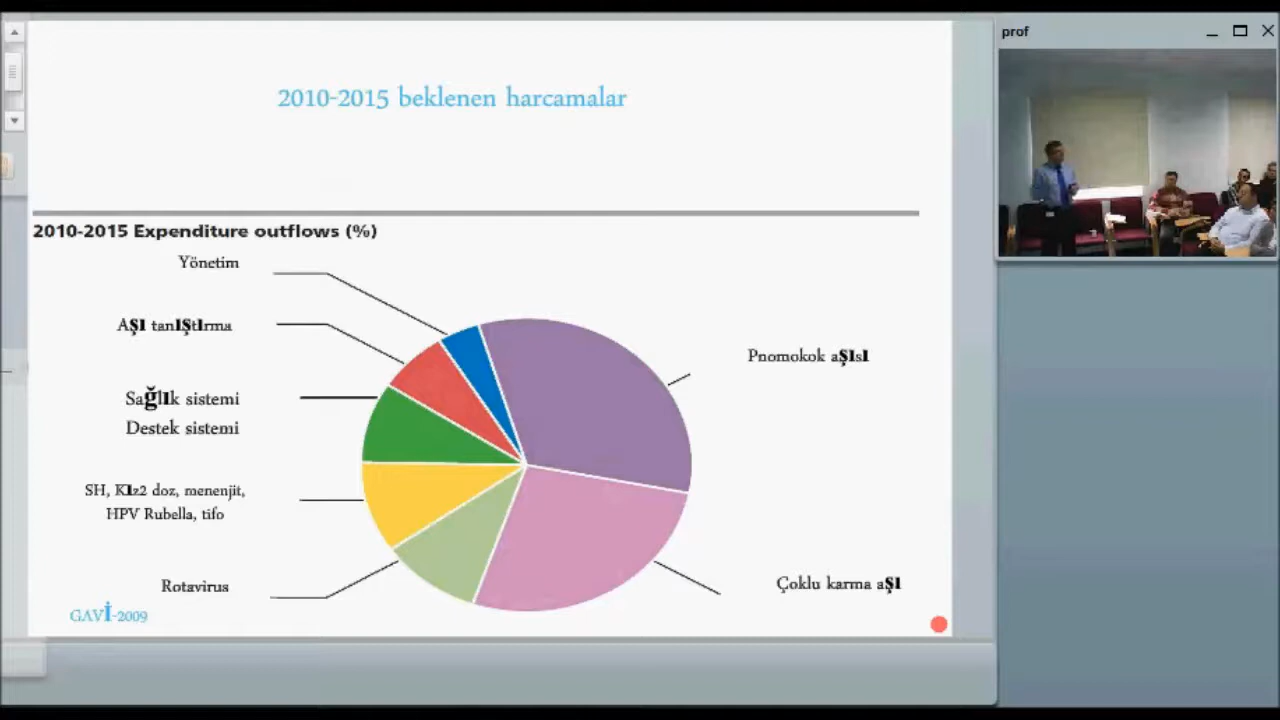 prof
2010-2015 beklenen harcamalar
2010-2015 Expenditure outflows (%)
Yönetim
Aşı tanıştırma
Sağlık sistemi
Destek sistemi
SH, Kız2 doz, menenjit,
HPV Rubella, tifo
Rotavirus
Pnomokok aşısı
Çoklu karma aşı
GAVİ-2009